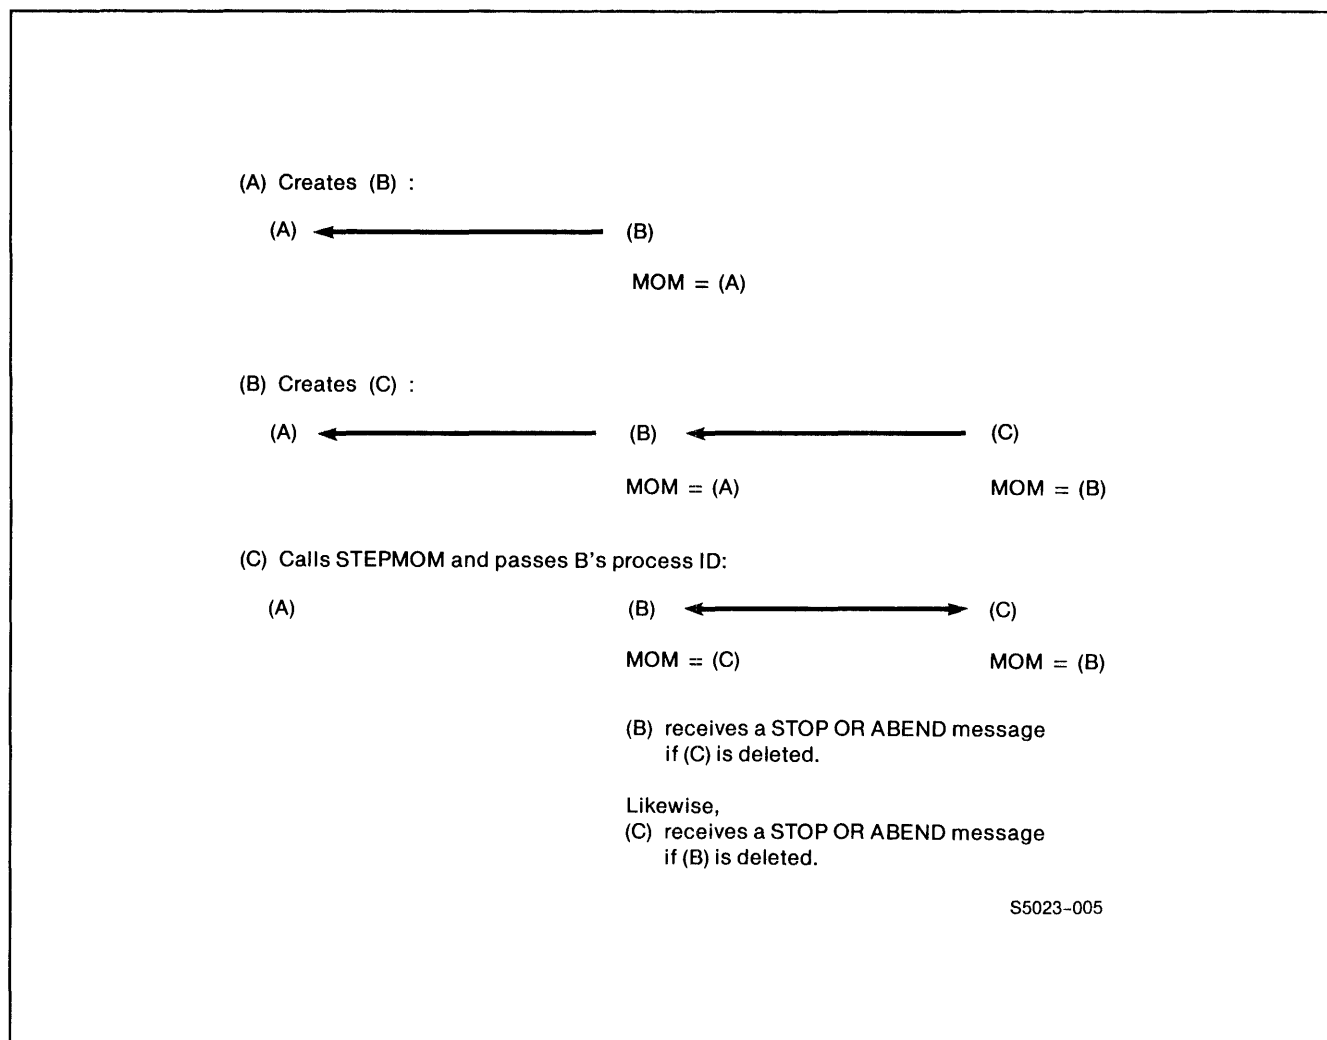 (A) Creates (B) :
(A) (B)
MOM = (A)
(B) Creates (C) :
(A) (B) (C)
MOM = (A) MOM = (B)
(C) Calls STEPMOM and passes B's process ID:
(A) (B) (C)
MOM = (C) MOM = (B)
(B) receives a STOP OR ABEND message
if (C) is deleted.
Likewise,
(C) receives a STOP OR ABEND message
if (B) is deleted.
S5023-005